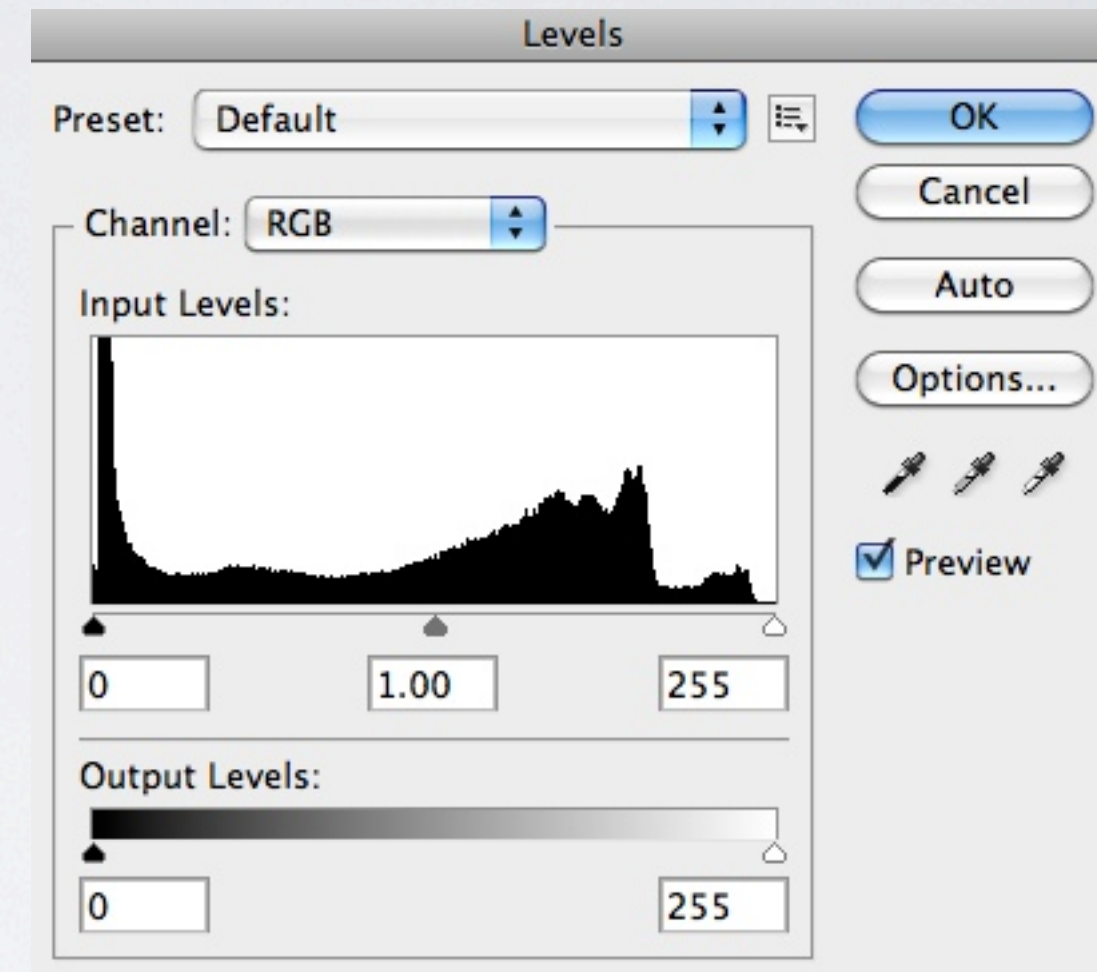 Levels
Preset: Default
OK
Cancel
Channel: RGB
Auto
Input Levels:
Options...
Preview
0 1.00 255
Output Levels:
0 255